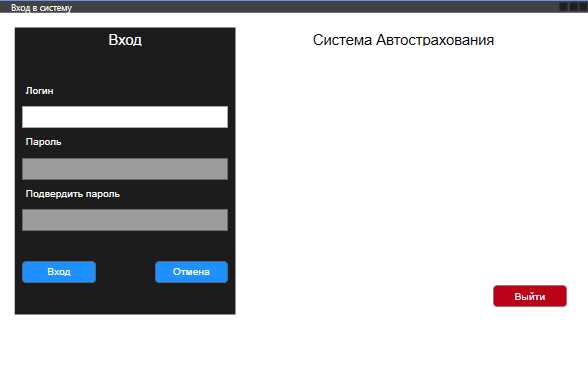 Вход в систему
Вход
Система Автострахования
Логин
Пароль
Подвердить пароль
Вход
Отмена
Выйти